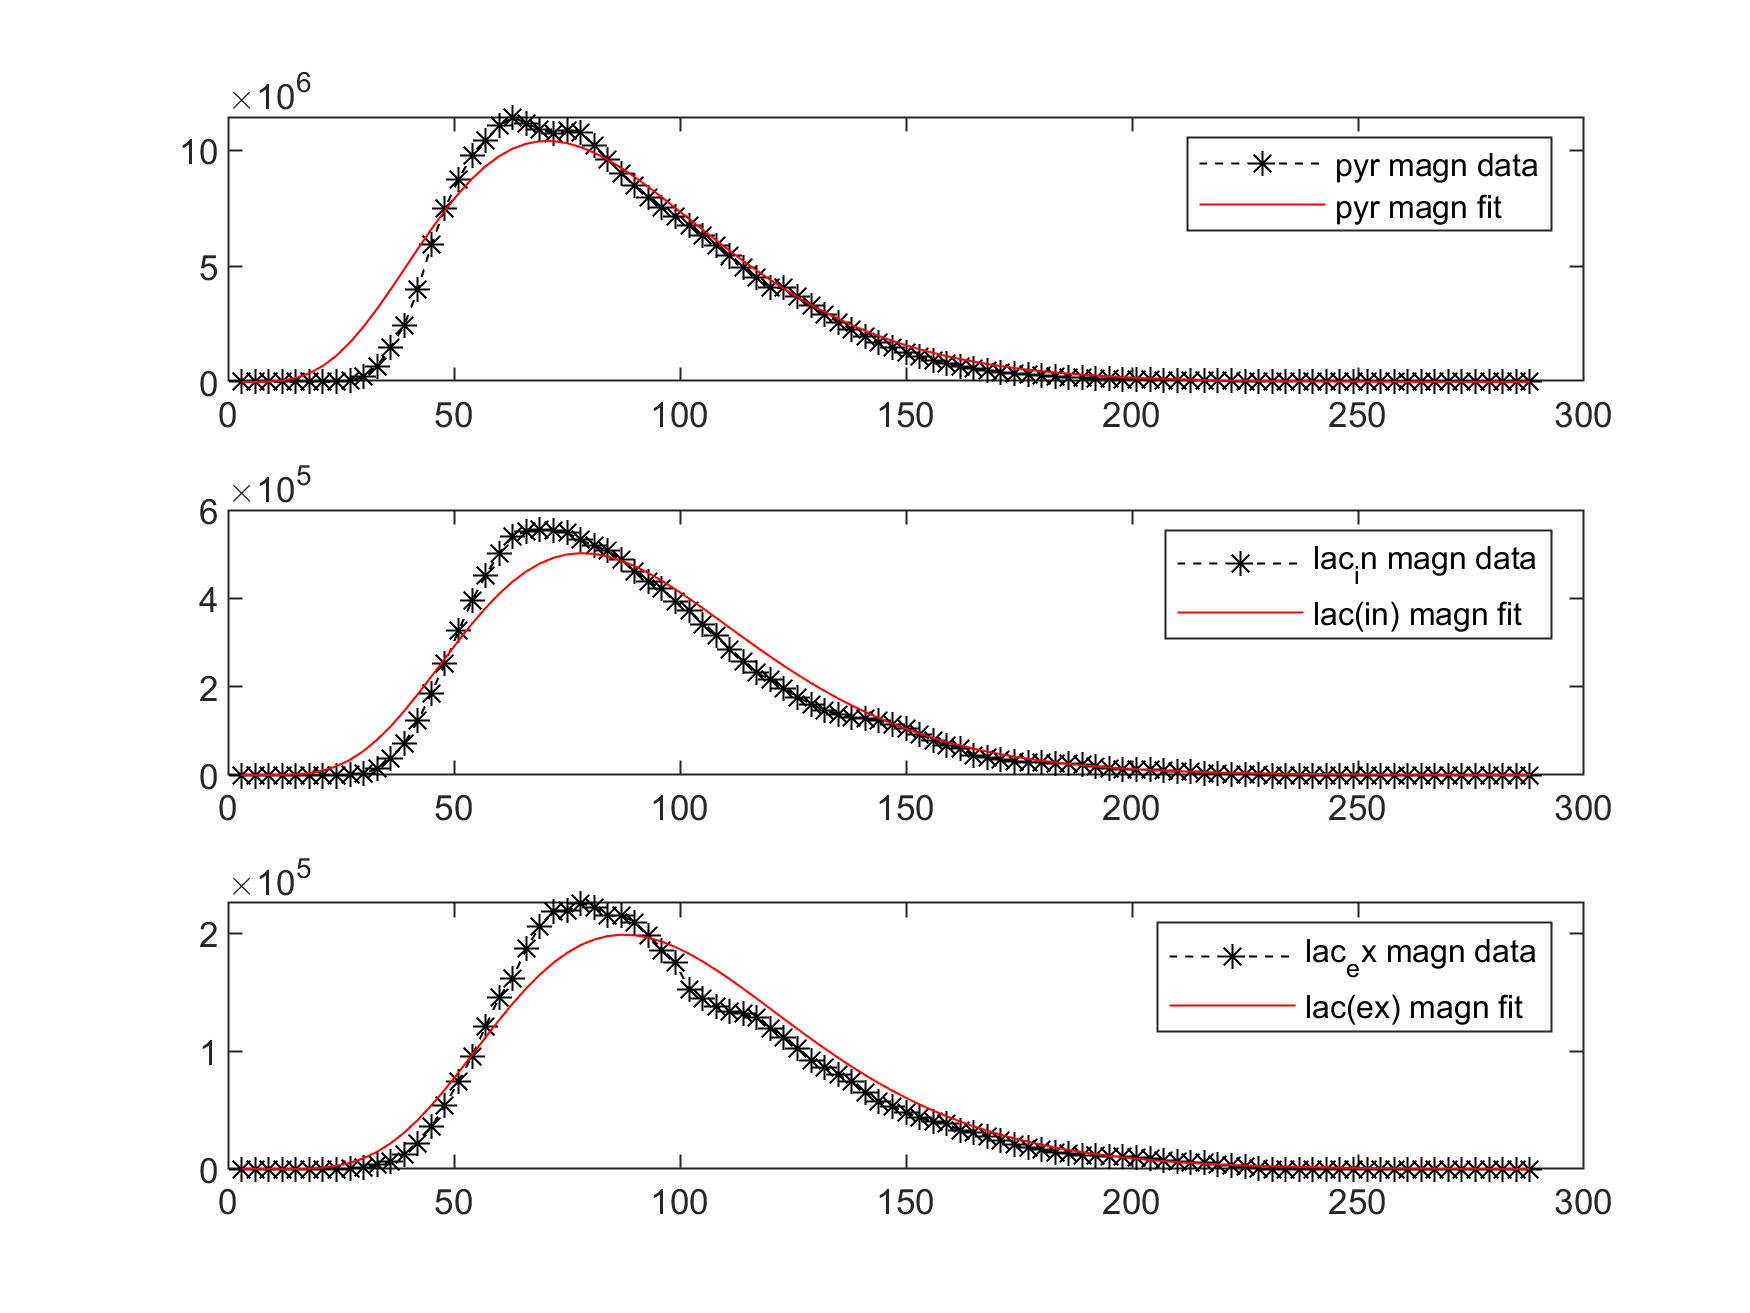 ×10^6
10
5
0
0 50 100 150 200 250 300
pyr magn data
pyr magn fit
×10^5
6
4
2
0
0 50 100 150 200 250 300
lac_in magn data
lac(in) magn fit
×10^5
2
1
0
0 50 100 150 200 250 300
lac_ex magn data
lac(ex) magn fit